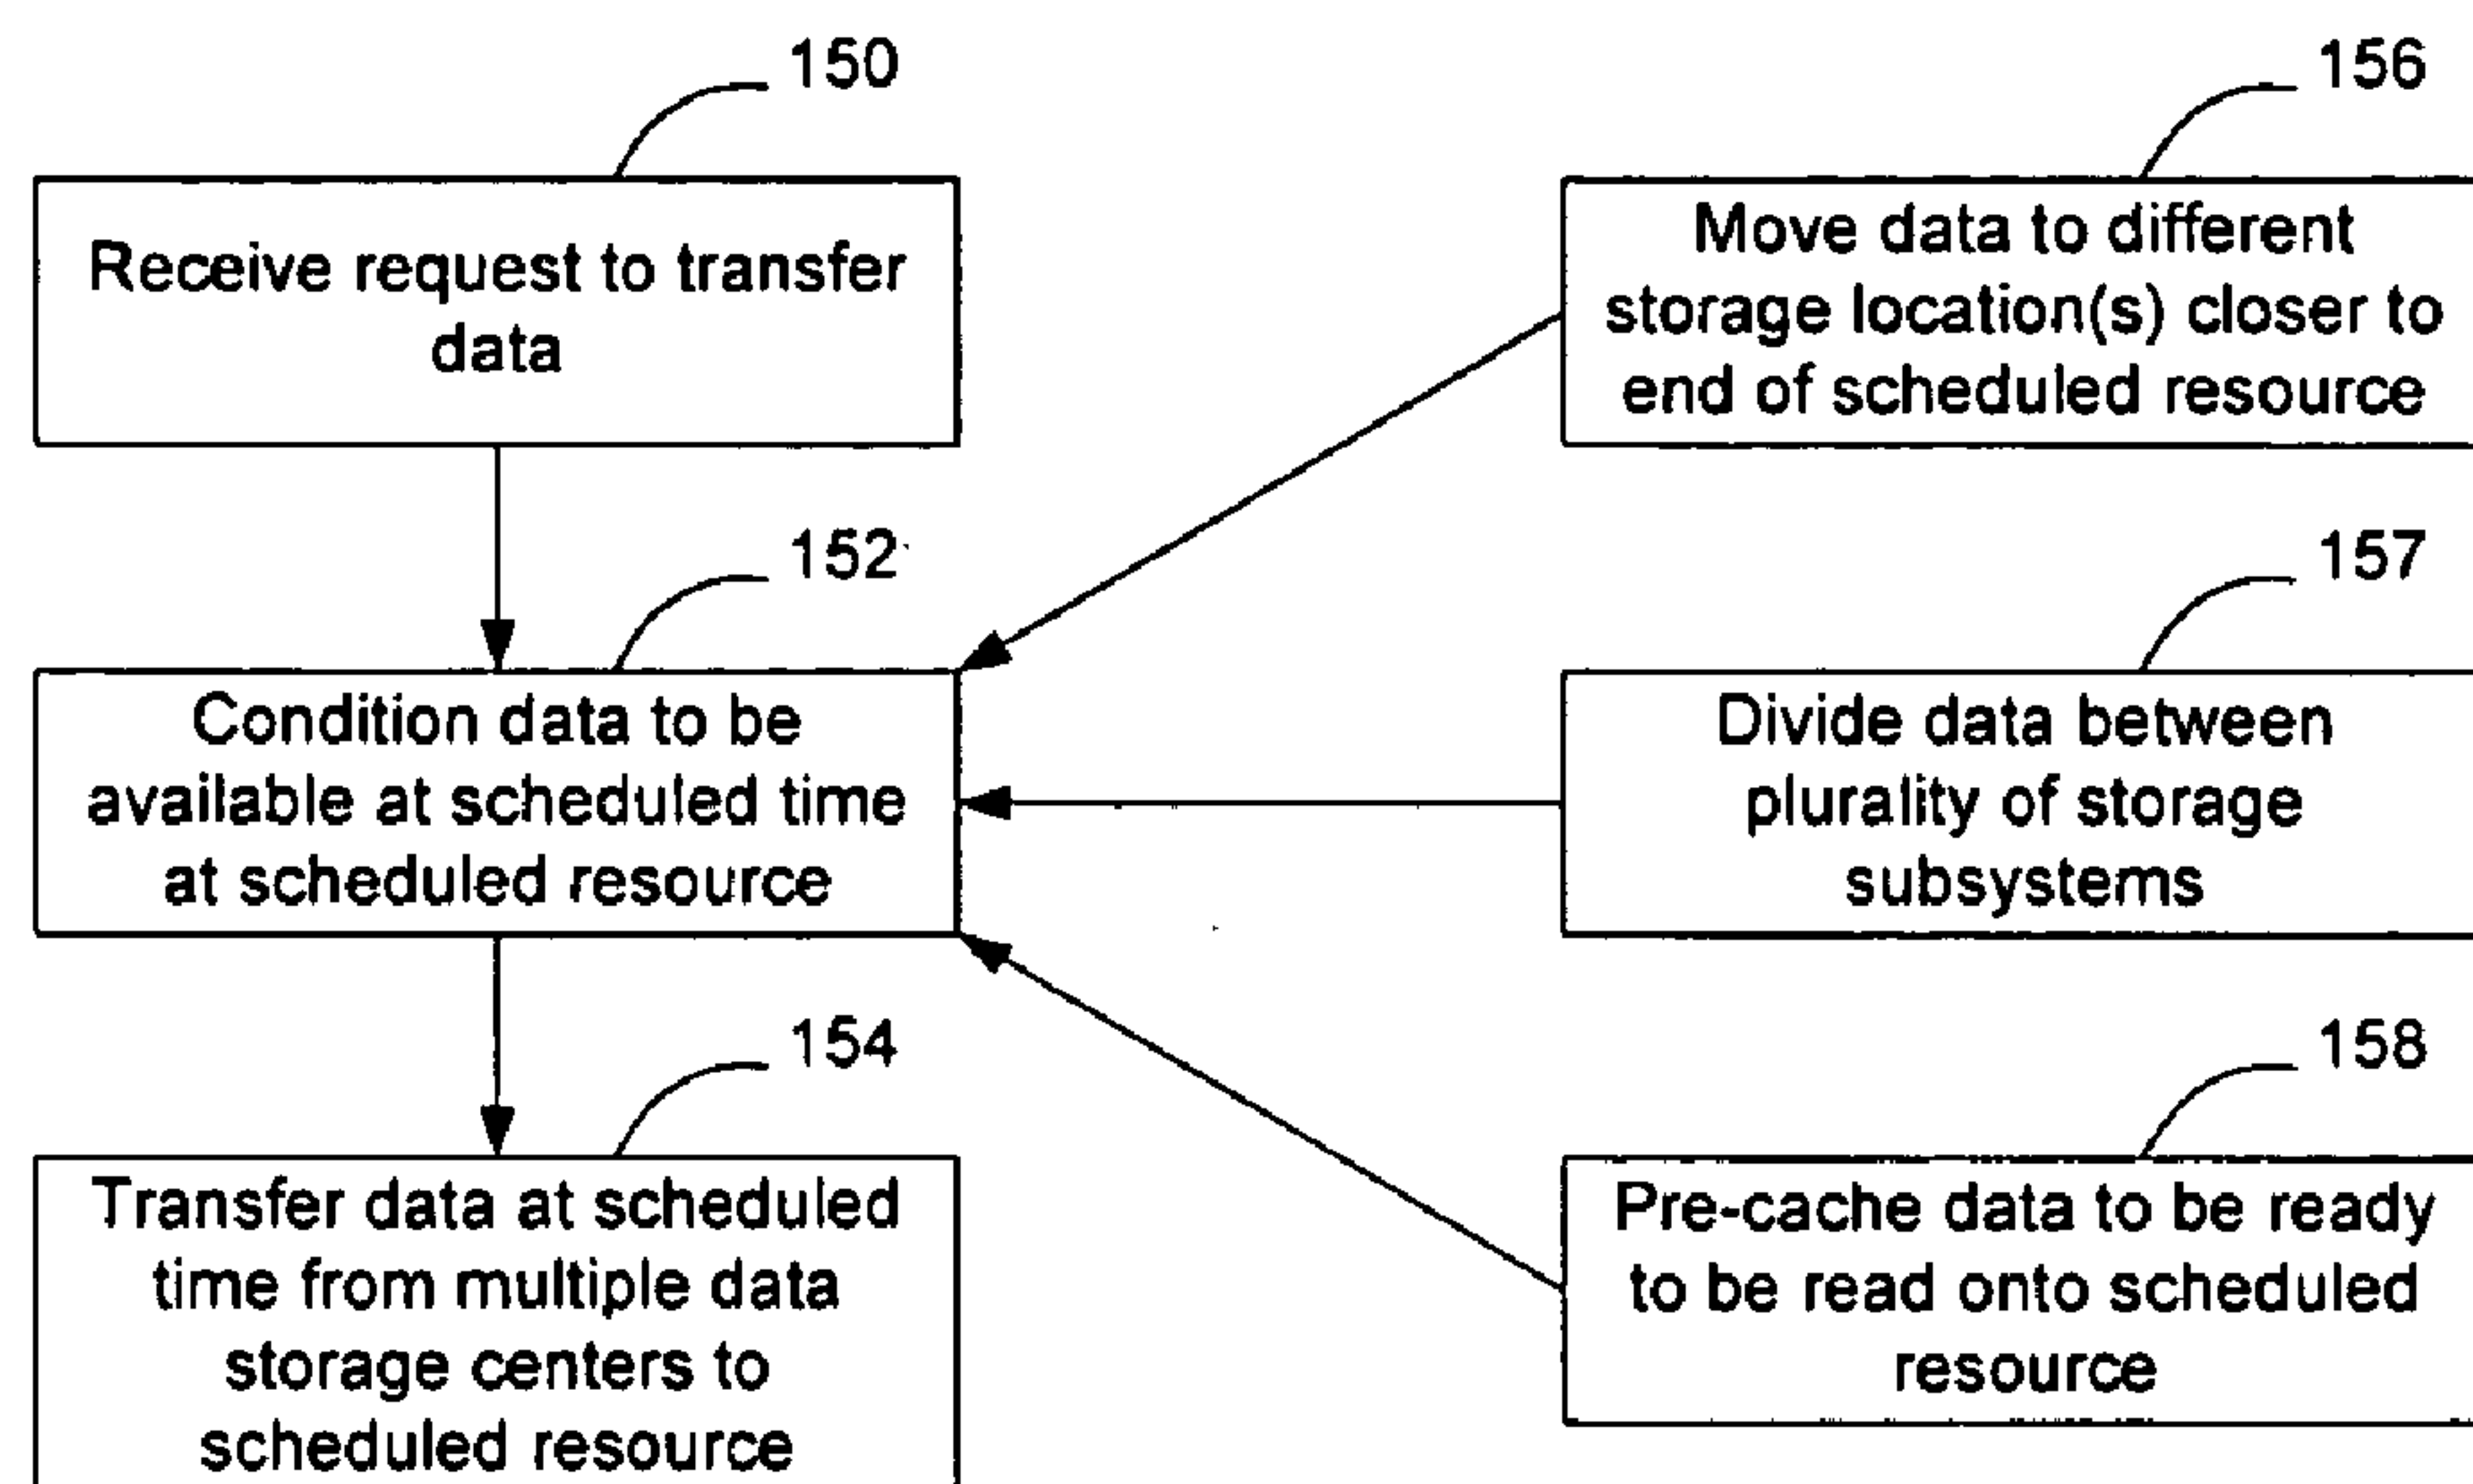 150
Receive request to transfer
data
152
Condition data to be
available at scheduled time
at scheduled resource
154
Transfer data at scheduled
time from multiple data
storage centers to
scheduled resource
156
Move data to different
storage location(s) closer to
end of scheduled resource
157
Divide data between
plurality of storage
subsystems
158
Pre-cache data to be ready
to be read onto scheduled
resource